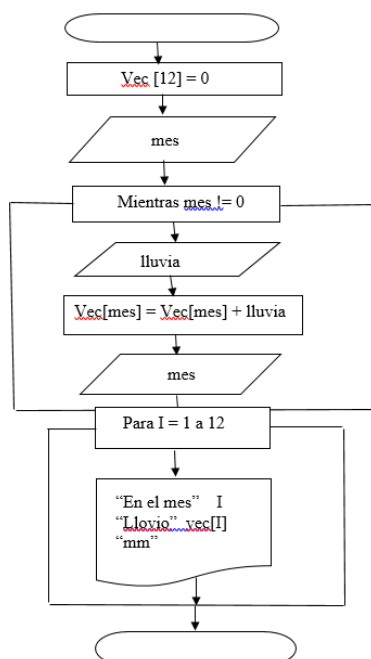 Vec [12] = 0
mes
Mientras mes != 0
lluvia
Vec[mes] = Vec[mes] + lluvia
mes
Para I = 1 a 12
“En el mes” I
“Llovio” vec[I]
“mm”